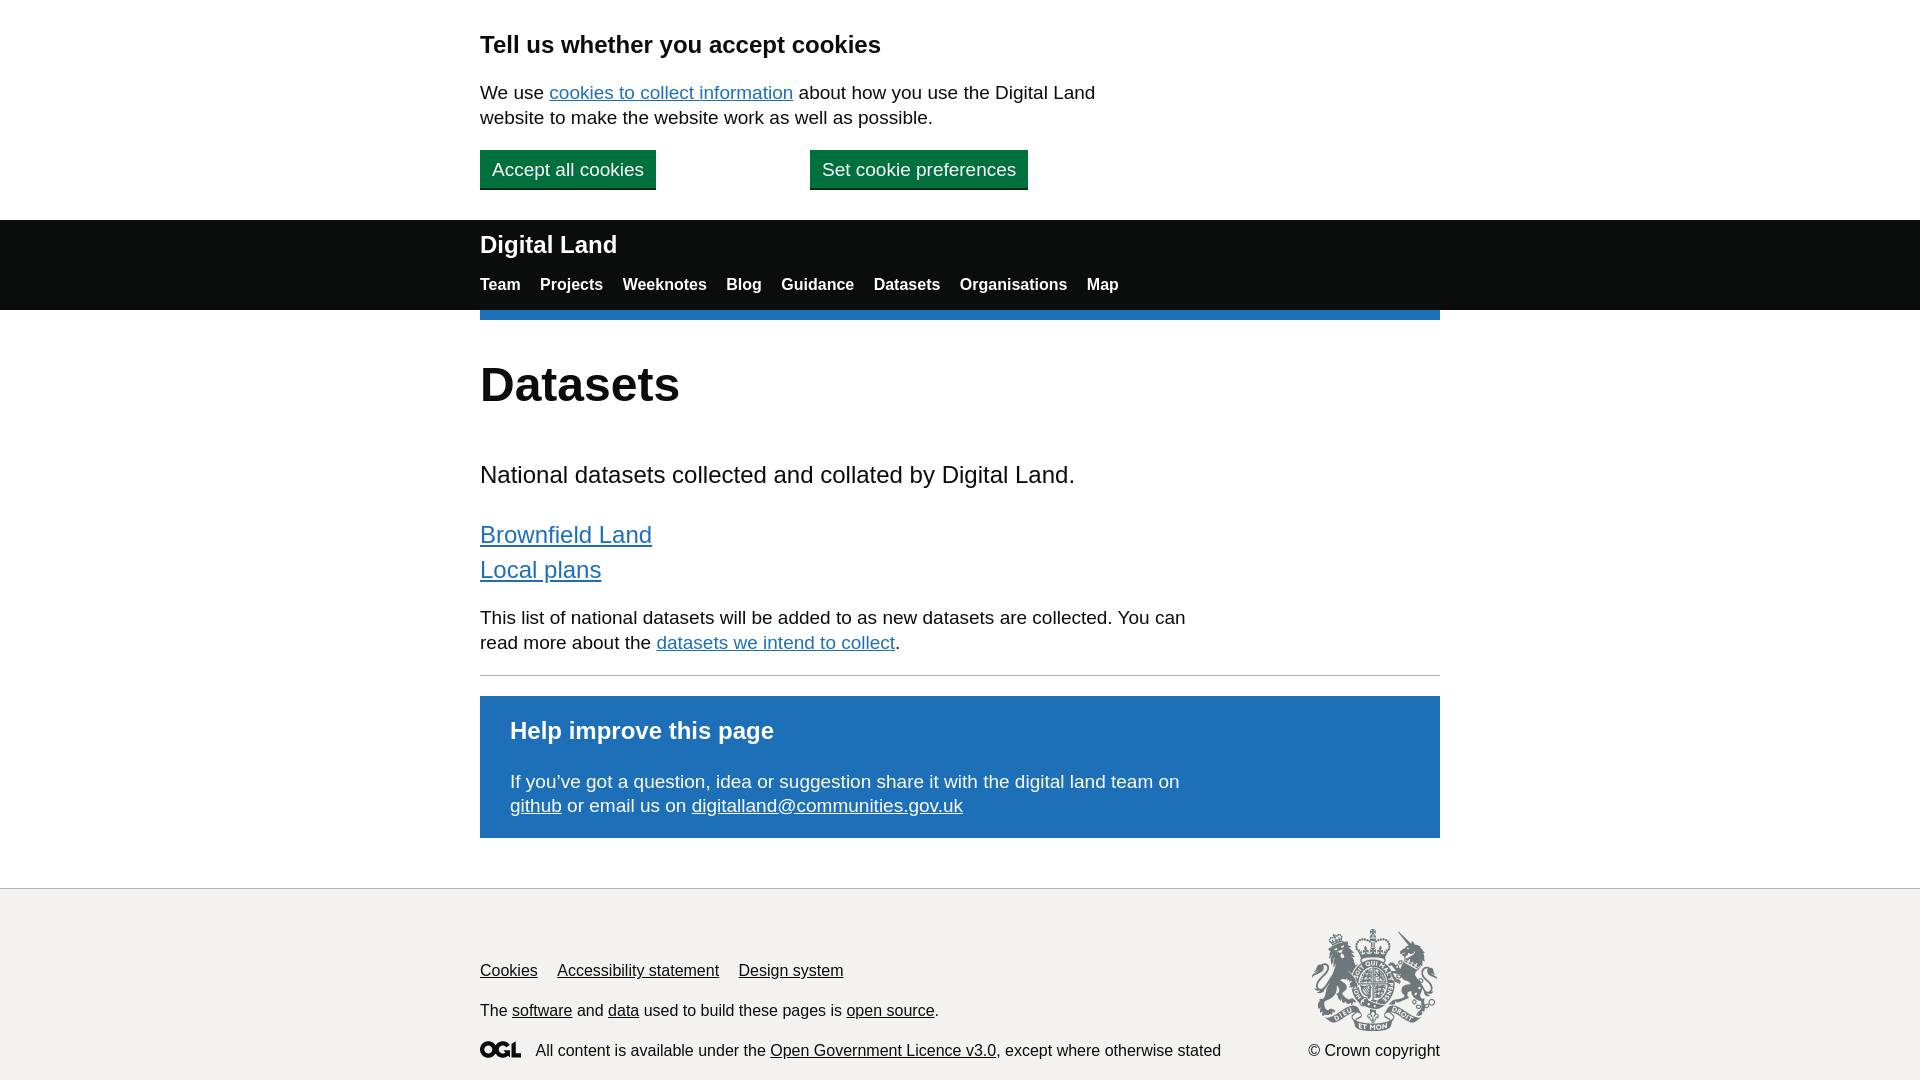 Tell us whether you accept cookies
We use cookies to collect information about how you use the Digital Land
website to make the website work as well as possible.
Accept all cookies
Set cookie preferences
Digital Land
Team Projects Weeknotes Blog Guidance Datasets Organisations Map
Datasets
National datasets collected and collated by Digital Land.
Brownfield Land
Local plans
This list of national datasets will be added to as new datasets are collected. You can
read more about the datasets we intend to collect.
Help improve this page
If you’ve got a question, idea or suggestion share it with the digital land team on
github or email us on digitalland@communities.gov.uk
Cookies Accessibility statement Design system
The software and data used to build these pages is open source.
OGL All content is available under the Open Government Licence v3.0, except where otherwise stated
DIEU ET MON DROIT
© Crown copyright